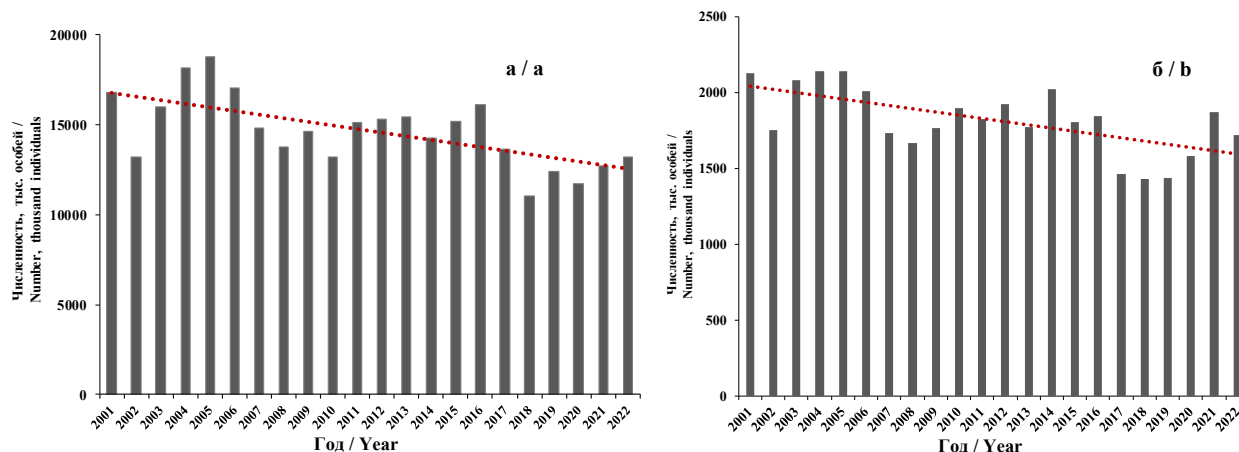 а / a
20000
15000
10000
5000
0
Численность, тыс. особей /
Number, thousand individuals
2001 2002 2003 2004 2005 2006 2007 2008 2009 2010 2011 2012 2013 2014 2015 2016 2017 2018 2019 2020 2021 2022
Год / Year
б / b
2500
2000
1500
1000
500
0
Численность, тыс. особей /
Number, thousand individuals
2001 2002 2003 2004 2005 2006 2007 2008 2009 2010 2011 2012 2013 2014 2015 2016 2017 2018 2019 2020 2021 2022
Год / Year